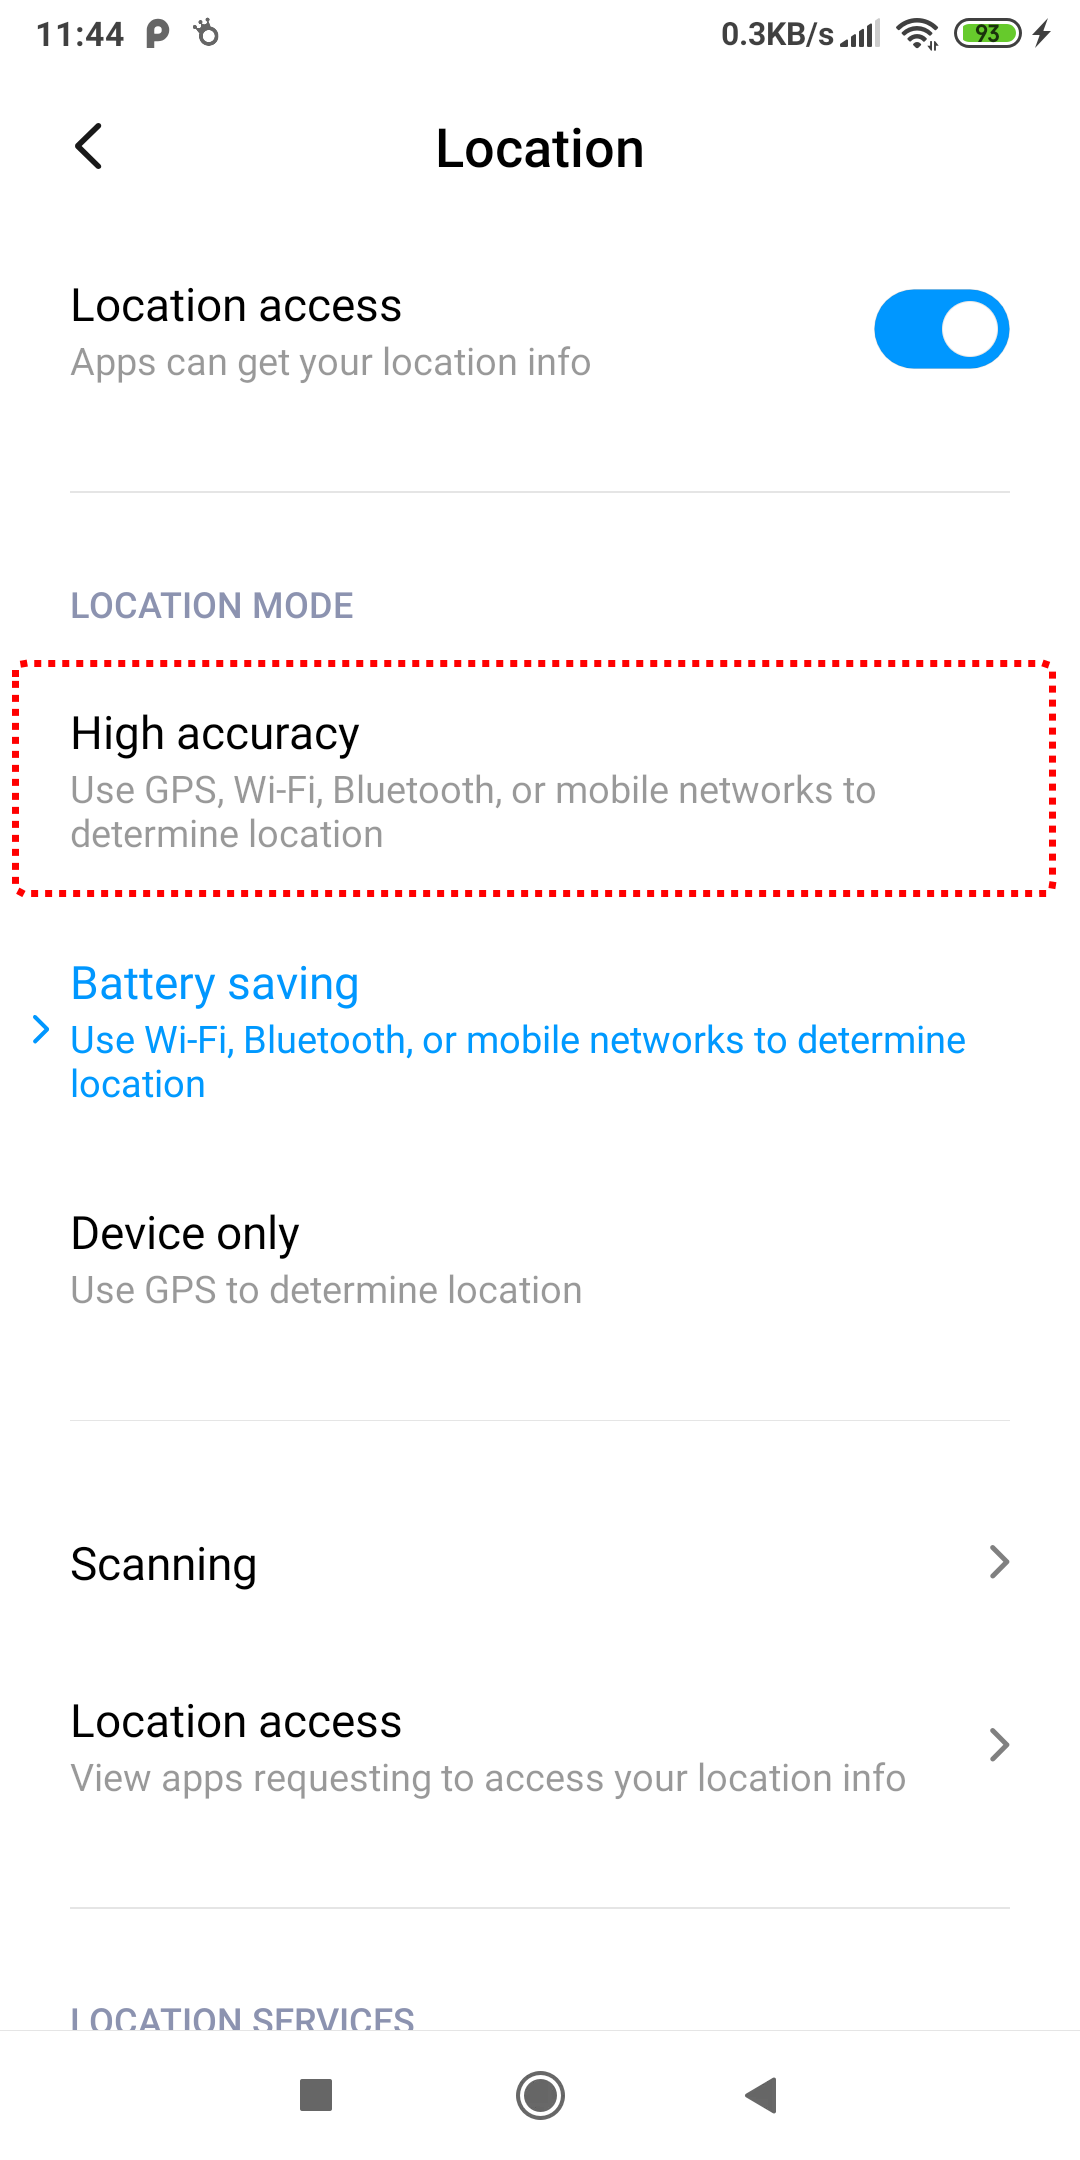 11:44
0.3KB/s
93
Location
Location access
Apps can get your location info
LOCATION MODE
High accuracy
Use GPS, Wi-Fi, Bluetooth, or mobile networks to
determine location
Battery saving
Use Wi-Fi, Bluetooth, or mobile networks to determine
location
Device only
Use GPS to determine location
Scanning
Location access
View apps requesting to access your location info
LOCATION SERVICES